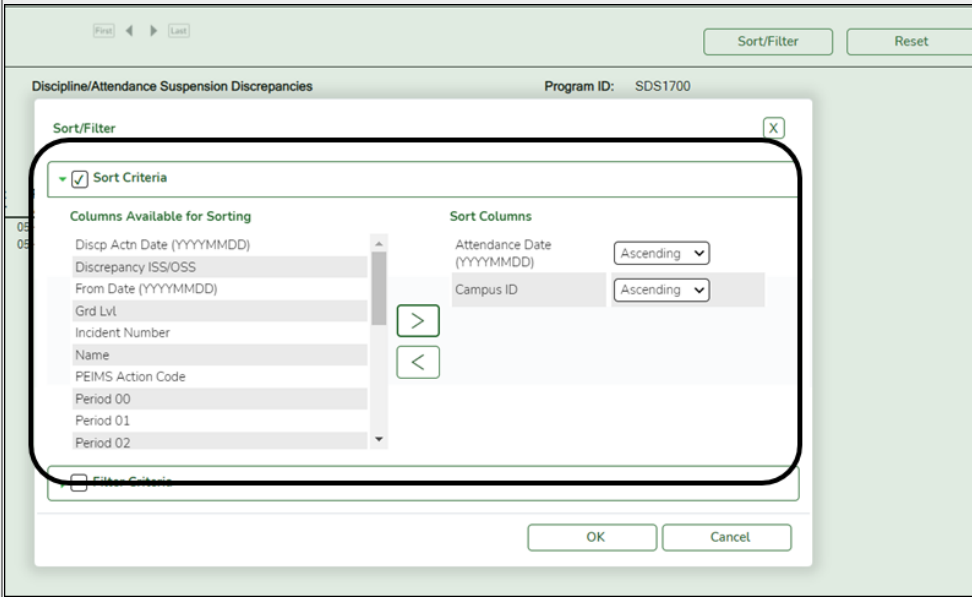 First Last
Sort/Filter Reset
Discipline/Attendance Suspension Discrepancies Program ID: SDS1700
Sort/Filter X
Sort Criteria
Columns Available for Sorting
Discp Actn Date (YYYYMMDD)
Discrepancy ISS/OSS
From Date (YYYYMMDD)
Grd Lvl
Incident Number
Name
PEIMS Action Code
Period 00
Period 01
Period 02
>
<
Sort Columns
Attendance Date
(YYYYMMDD)
Ascending
Campus ID Ascending
Filter Criteria
OK Cancel
05
05